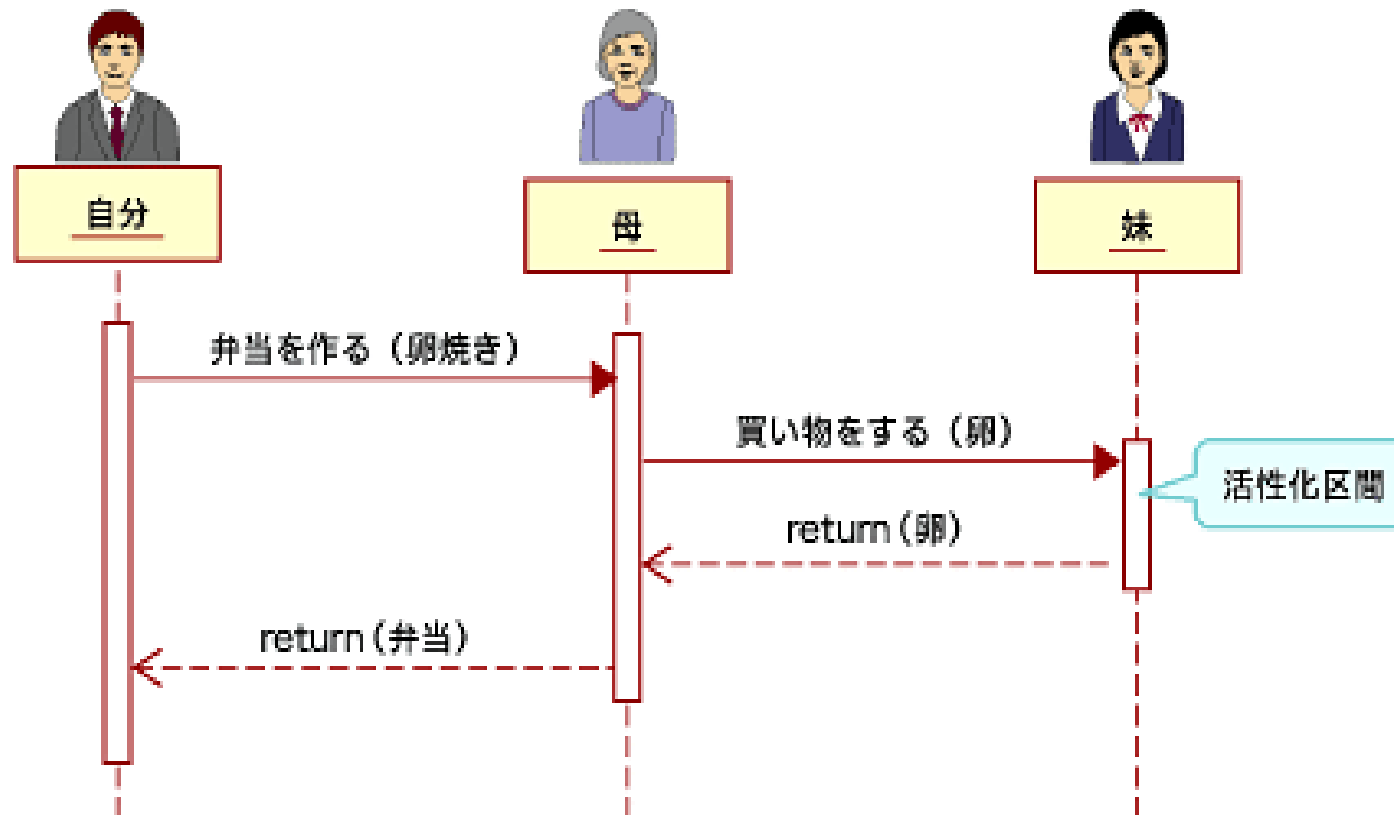 自分
母
妹
弁当を作る（卵焼き）
買い物をする（卵）
活性化区間
return（卵）
return（弁当）